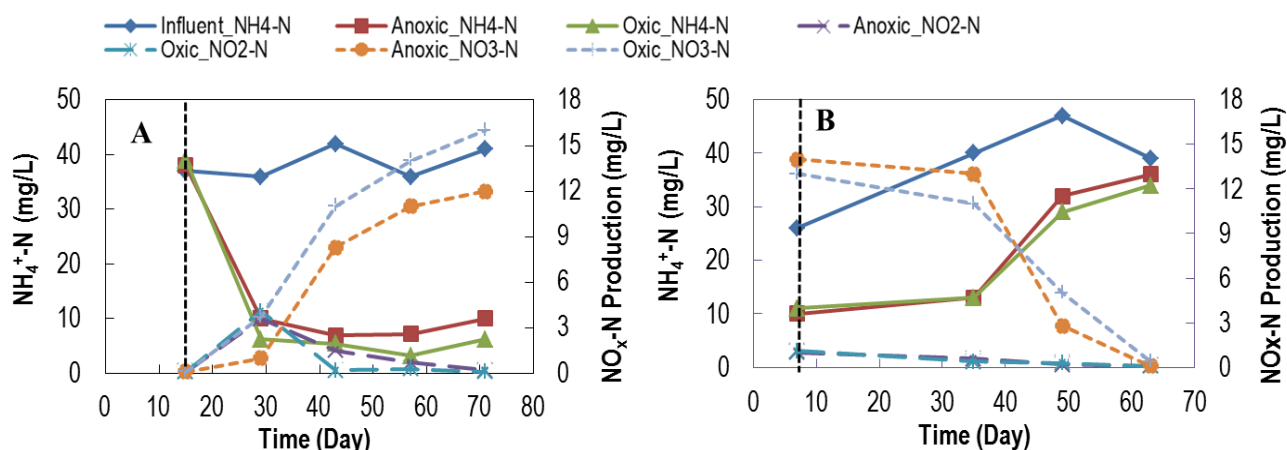 Influent_NH4-N Anoxic_NH4-N Oxic_NH4-N Anoxic_NO2-N
Oxic_NO2-N Anoxic_NO3-N Oxic_NO3-N
A
NH₄⁺-N (mg/L)
50
40
30
20
10
0
18
15
12
9
6
3
0
NOₓ-N Production (mg/L)
0 10 20 30 40 50 60 70 80
Time (Day)
B
NH₄⁺-N (mg/L)
50
40
30
20
10
0
18
15
12
9
6
3
0
NOx-N Production (mg/L)
0 10 20 30 40 50 60 70
Time (Day)